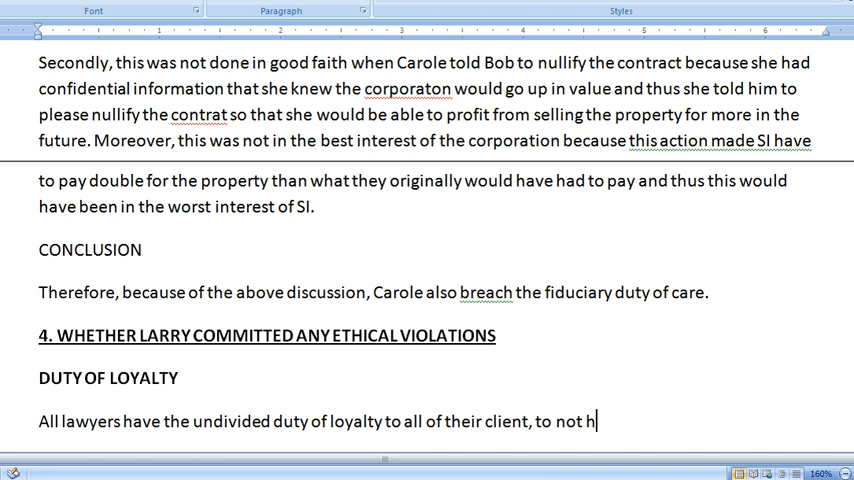 Font Paragraph Styles
1 2 3 4 5 6
Secondly, this was not done in good faith when Carole told Bob to nullify the contract because she had
confidential information that she knew the corporaton would go up in value and thus she told him to
please nullify the contrat so that she would be able to profit from selling the property for more in the
future. Moreover, this was not in the best interest of the corporation because this action made SI have
to pay double for the property than what they originally would have had to pay and thus this would
have been in the worst interest of SI.
CONCLUSION
Therefore, because of the above discussion, Carole also breach the fiduciary duty of care.
4. WHETHER LARRY COMMITTED ANY ETHICAL VIOLATIONS
DUTY OF LOYALTY
All lawyers have the undivided duty of loyalty to all of their client, to not h
160%